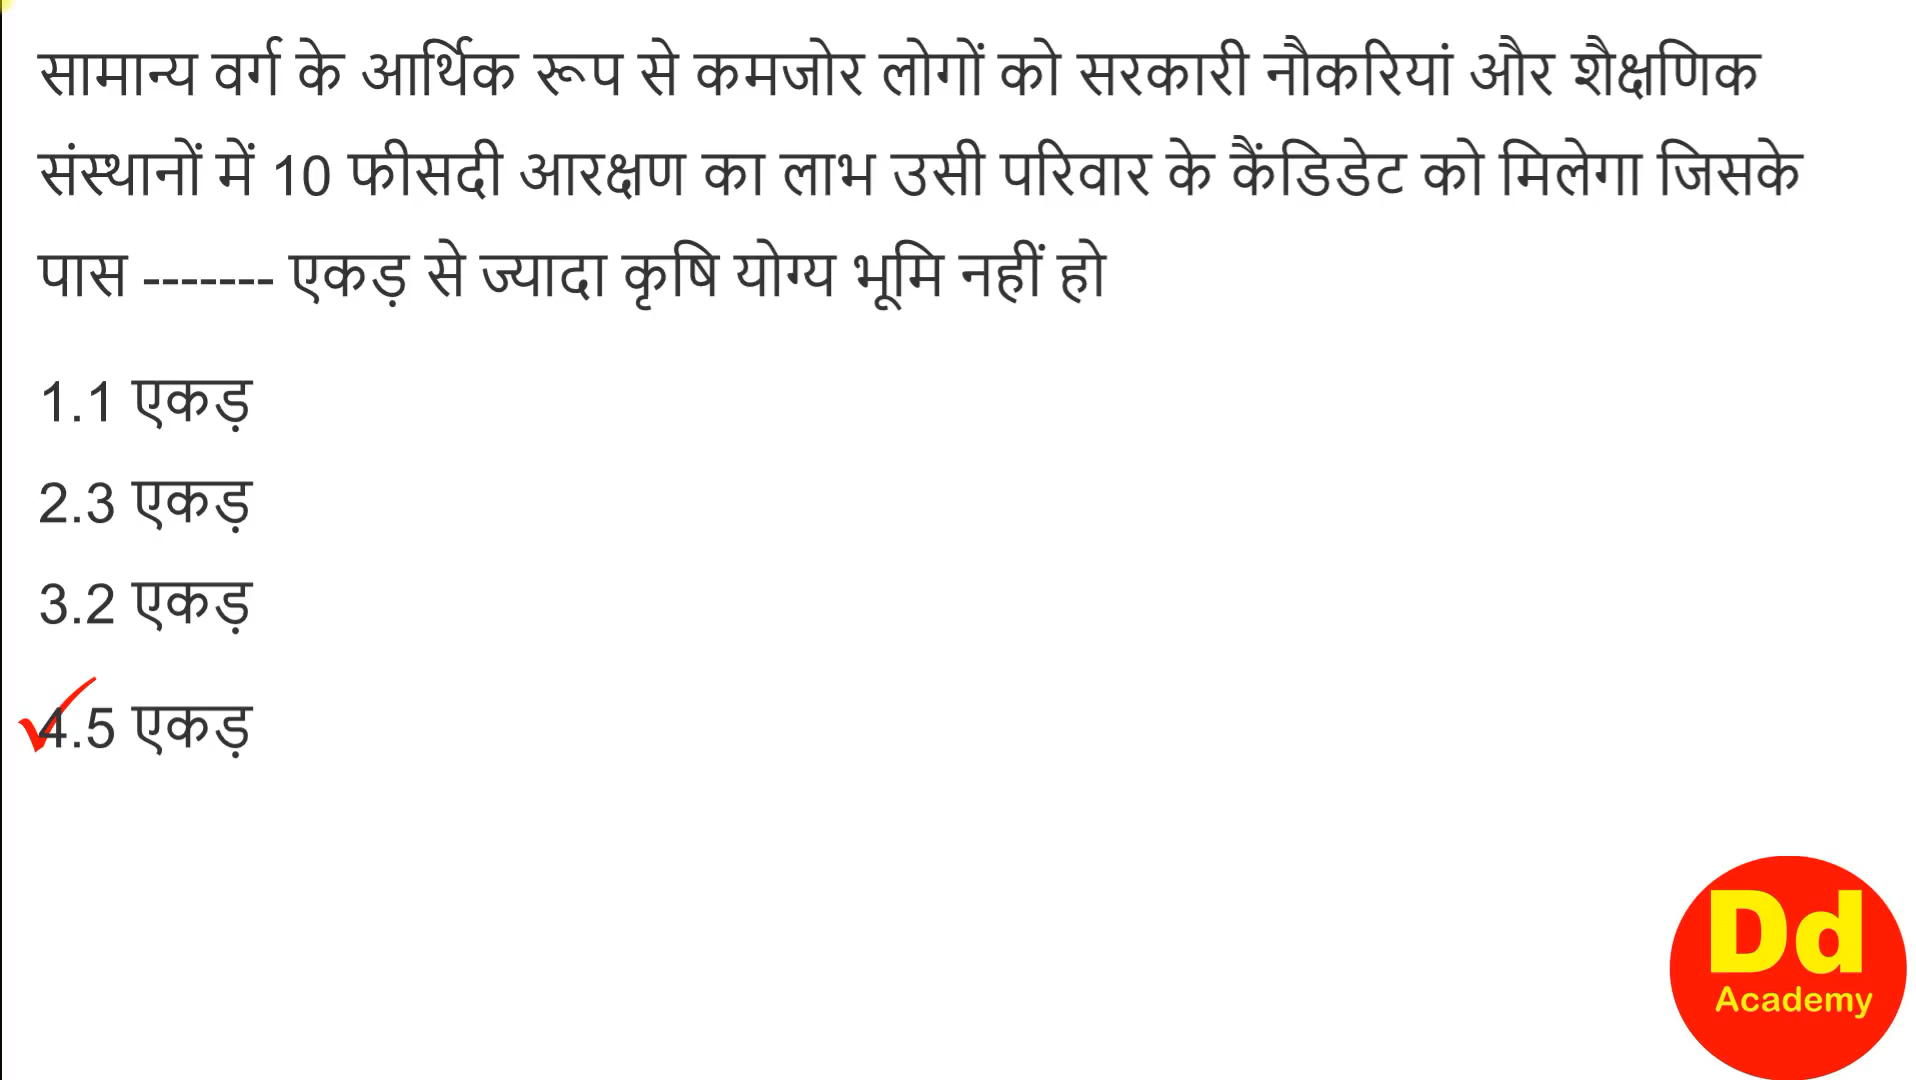 सामान्य वर्ग के आर्थिक रूप से कमजोर लोगों को सरकारी नौकरियां और शैक्षणिक
संस्थानों में 10 फीसदी आरक्षण का लाभ उसी परिवार के कैंडिडेट को मिलेगा जिसके
पास ------- एकड़ से ज्यादा कृषि योग्य भूमि नहीं हो
1.1 एकड़
2.3 एकड़
3.2 एकड़
4.5 एकड़
Dd
Academy